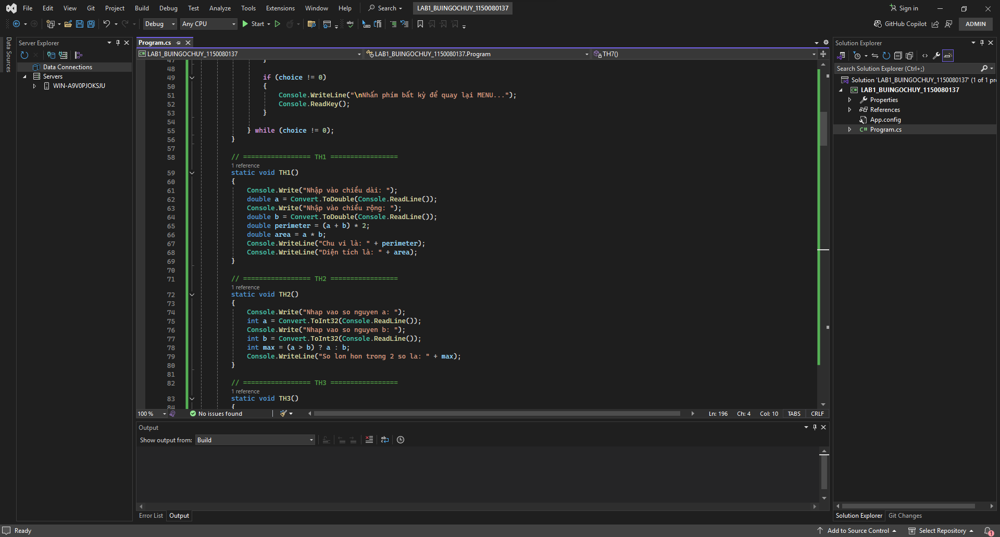 File Edit View Git Project Build Debug Test Analyze Tools Extensions Window Help Search LAB1_BUINGOCHUY_1150080137 Sign in
Debug Any CPU Start GitHub Copilot ADMIN
Data Sources
Server Explorer
Data Connections
Servers
WIN-A9V0PJOKSJU
Program.cs
LAB1_BUINGOCHUY_1150080137 LAB1_BUINGOCHUY_1150080137.Program TH7()
47 }
48
49 if (choice != 0)
50 {
51 Console.WriteLine("\nNhấn phím bất kỳ để quay lại MENU...");
52 Console.ReadKey();
53 }
54
55 } while (choice != 0);
56 }
57
58 // ================= TH1 =================
1 reference
59 static void TH1()
60 {
61 Console.Write("Nhập vào chiều dài: ");
62 double a = Convert.ToDouble(Console.ReadLine());
63 Console.Write("Nhập vào chiều rộng: ");
64 double b = Convert.ToDouble(Console.ReadLine());
65 double perimeter = (a + b) * 2;
66 double area = a * b;
67 Console.WriteLine("Chu vi là: " + perimeter);
68 Console.WriteLine("Diện tích là: " + area);
69 }
70
71 // ================= TH2 =================
1 reference
72 static void TH2()
73 {
74 Console.Write("Nhap vao so nguyen a: ");
75 int a = Convert.ToInt32(Console.ReadLine());
76 Console.Write("Nhap vao so nguyen b: ");
77 int b = Convert.ToInt32(Console.ReadLine());
78 int max = (a > b) ? a : b;
79 Console.WriteLine("So lon hon trong 2 so la: " + max);
80 }
81
82 // ================= TH3 =================
1 reference
83 static void TH3()
84 {
100 % No issues found Ln: 196 Ch: 4 Col: 10 TABS CRLF
Output
Show output from: Build
Error List Output
Solution Explorer
Search Solution Explorer (Ctrl+;)
Solution 'LAB1_BUINGOCHUY_1150080137' (1 of 1 pr
LAB1_BUINGOCHUY_1150080137
Properties
References
App.config
C# Program.cs
Solution Explorer Git Changes
Ready Add to Source Control Select Repository 1